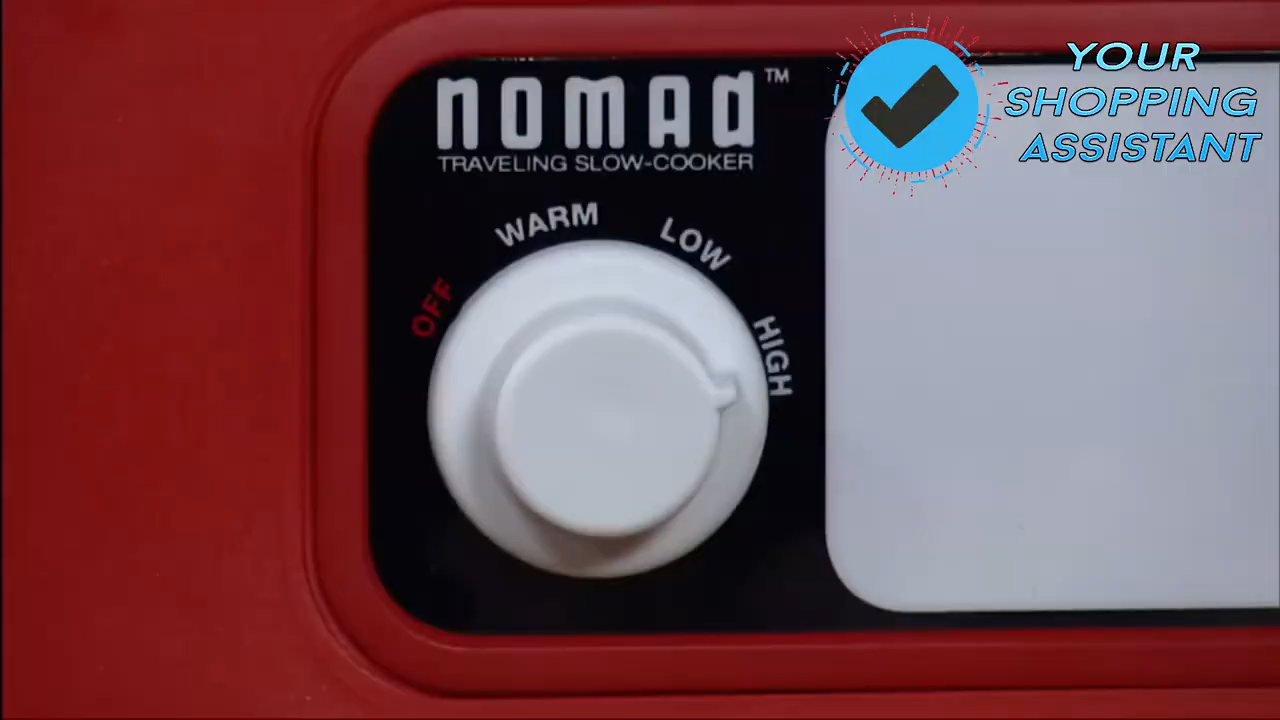 nomad™
TRAVELING SLOW-COOKER
OFF
WARM
LOW
HIGH
YOUR
SHOPPING
ASSISTANT